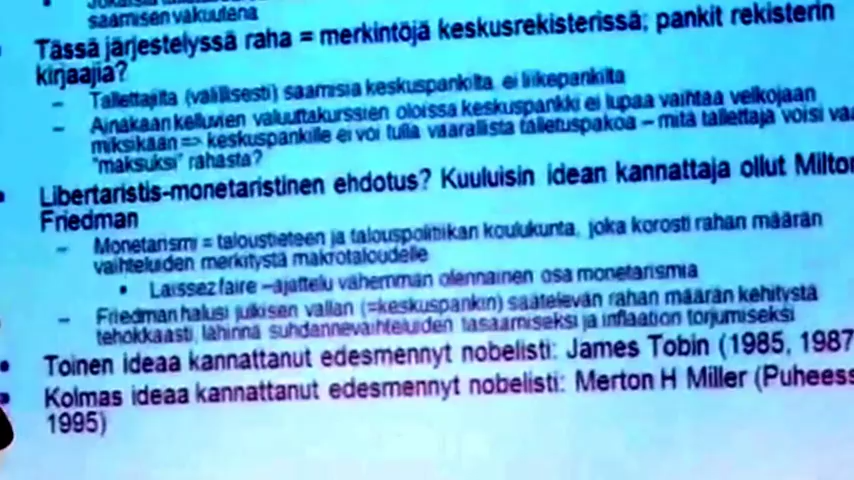 saamisen vakuutena
Tässä järjestelyssä raha = merkintöjä keskusrekisterissä; pankit rekisterin
kirjaajia?
– Tallettajilta (välillisesti) saamisia keskuspankilta ei liikepankilta
– Ainakaan kelluvien valuuttakurssien oloissa keskuspankki ei lupaa vaihtaa velkojaan
miksikään => keskuspankille ei voi tulla vaarallista talletuspakoa – mitä tallettaja voisi vaa
"maksuksi" rahasta?
Libertaristis-monetaristinen ehdotus? Kuuluisin idean kannattaja ollut Milton
Friedman
– Monetarismi = taloustieteen ja talouspolitiikan koulukunta, joka korosti rahan määrän
vaihteluiden merkitystä makrotaloudelle
• Laissez faire –ajattelu vähemmän olennainen osa monetarismia
– Friedman halusi julkisen vallan (=keskuspankin) säätelevän rahan määrän kehitystä
tehokkaasti, lähinnä suhdannevaihteluiden tasaamiseksi ja inflaation torjumiseksi
• Toinen ideaa kannattanut edesmennyt nobelisti: James Tobin (1985, 1987
• Kolmas ideaa kannattanut edesmennyt nobelisti: Merton H Miller (Puhees
1995)